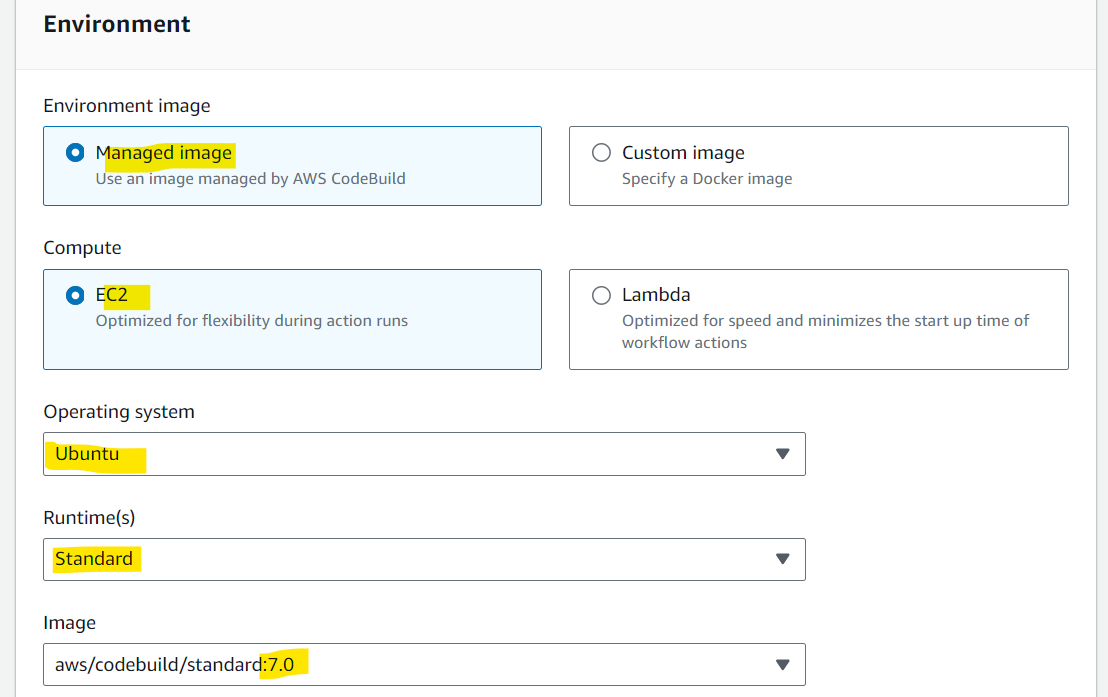 Environment
Environment image
Managed image
Use an image managed by AWS CodeBuild
Custom image
Specify a Docker image
Compute
EC2
Optimized for flexibility during action runs
Lambda
Optimized for speed and minimizes the start up time of
workflow actions
Operating system
Ubuntu
Runtime(s)
Standard
Image
aws/codebuild/standard:7.0